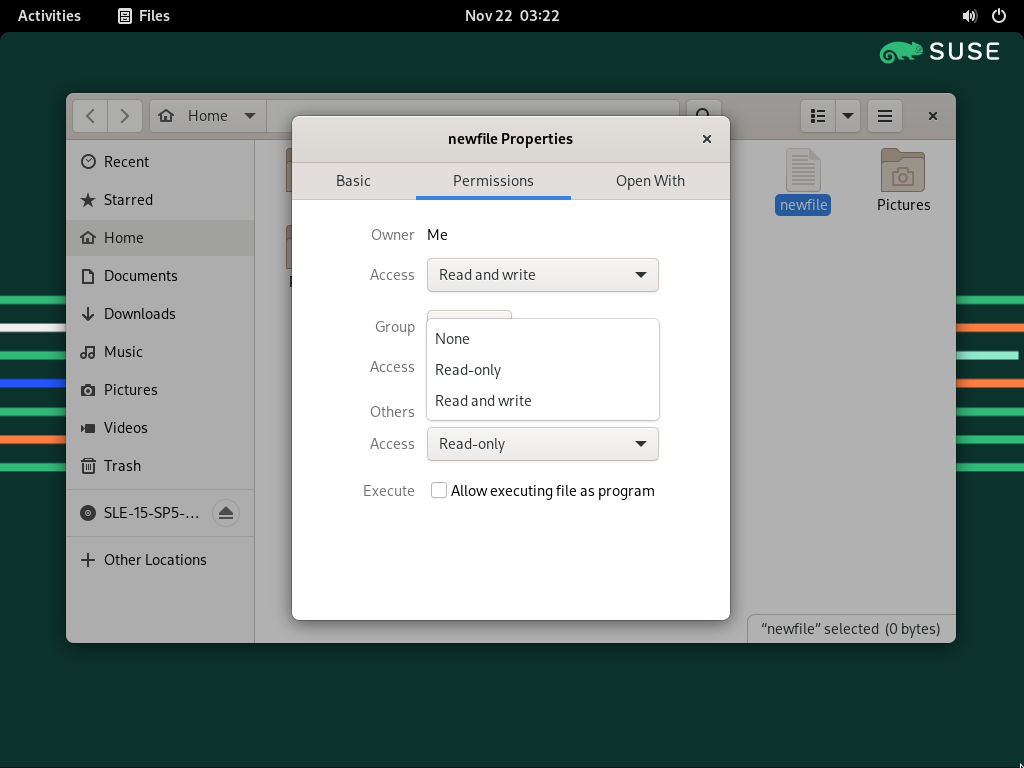 Activities
Files
Nov 22 03:22
SUSE
Home
newfile Properties
Basic
Permissions
Open With
Recent
Starred
Home
Documents
Downloads
Music
Pictures
Videos
Trash
SLE-15-SP5-...
Other Locations
Owner Me
Access Read and write
Group
None
Access
Read-only
Read and write
Others
Access Read-only
Execute Allow executing file as program
newfile
Pictures
“newfile” selected (0 bytes)